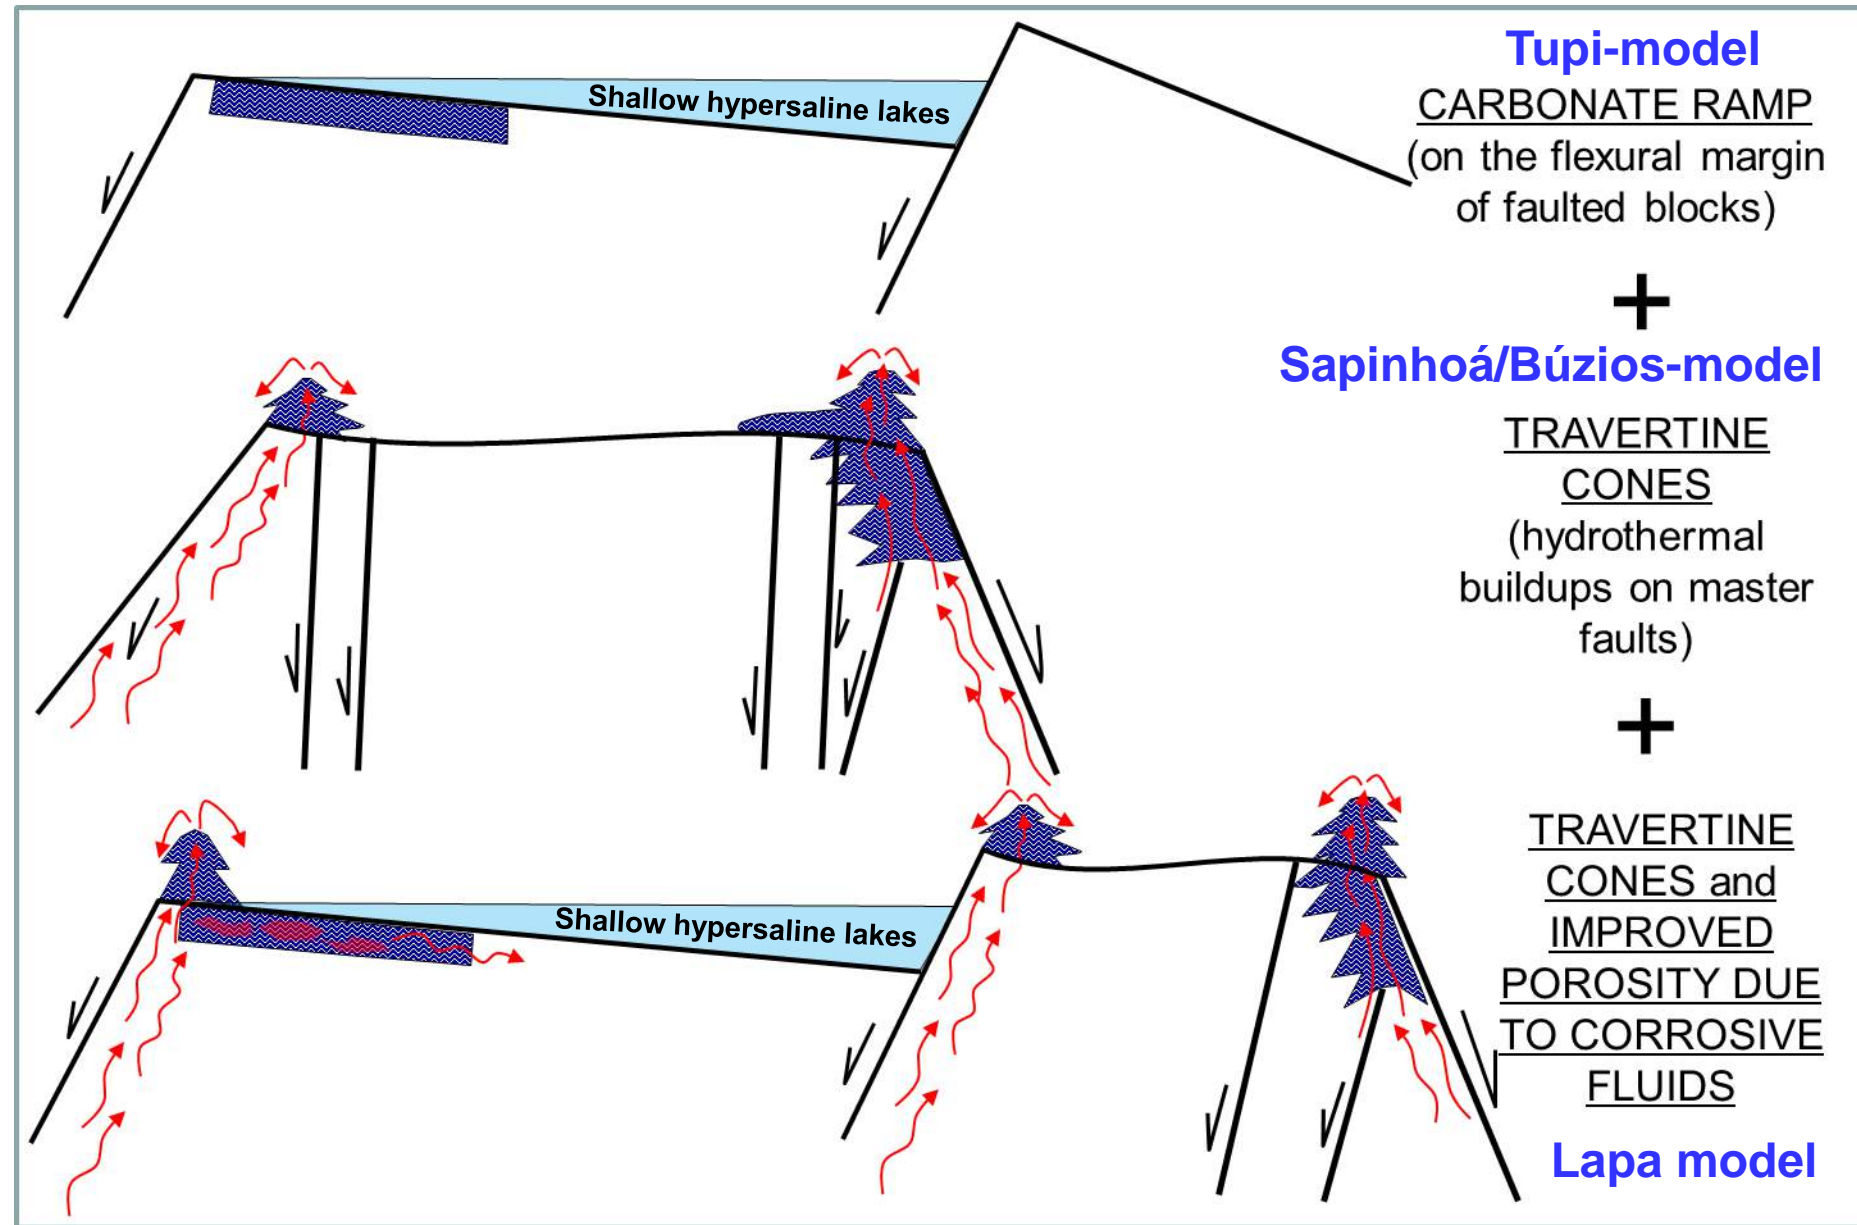 Tupi-model
CARBONATE RAMP
(on the flexural margin
of faulted blocks)
Shallow hypersaline lakes
+
Sapinhoá/Búzios-model
TRAVERTINE
CONES
(hydrothermal
buildups on master
faults)
+
TRAVERTINE
CONES and
IMPROVED
POROSITY DUE
TO CORROSIVE
FLUIDS
Shallow hypersaline lakes
Lapa model